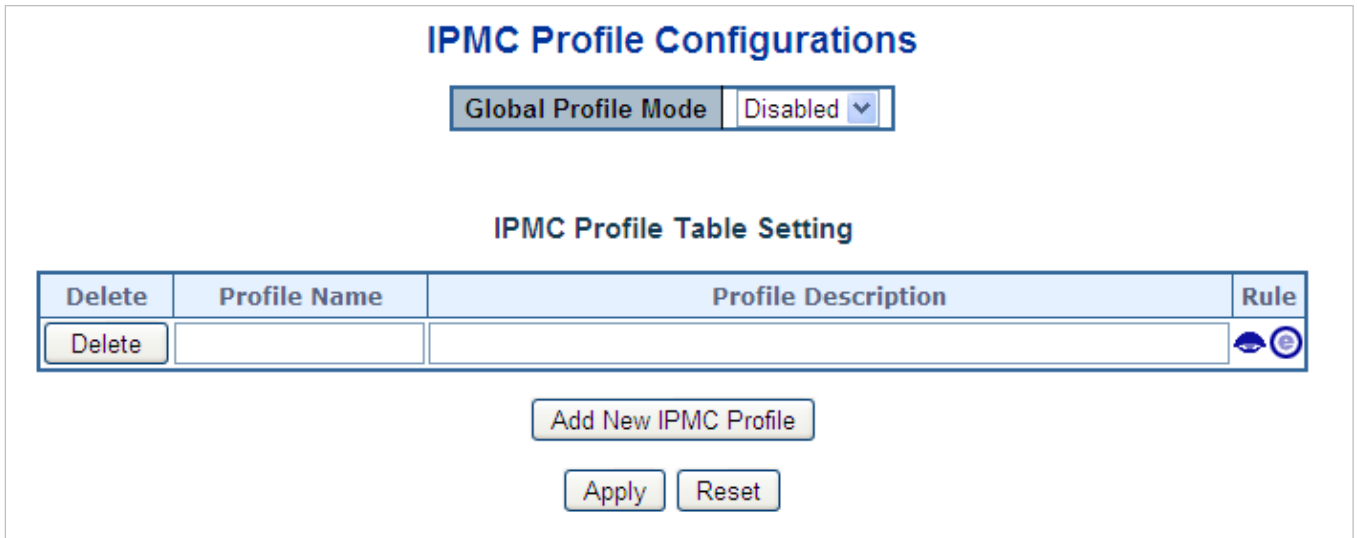 IPMC Profile Configurations
Global Profile Mode Disabled
IPMC Profile Table Setting
Delete Profile Name Profile Description Rule
Delete e
Add New IPMC Profile
Apply Reset